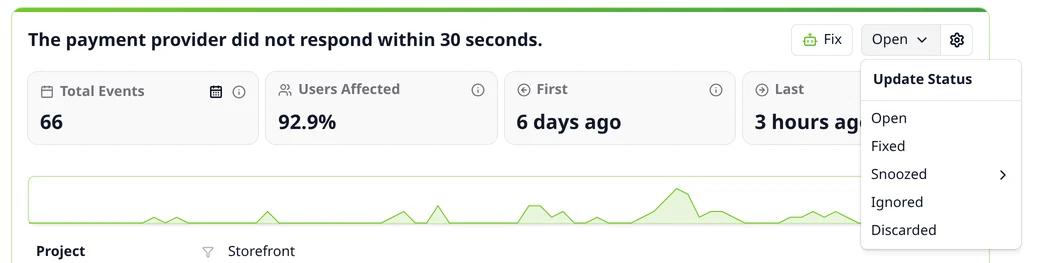 The payment provider did not respond within 30 seconds.
Fix
Open
Update Status
Open
Fixed
Snoozed
Ignored
Discarded
Total Events
66
Users Affected
92.9%
First
6 days ago
Last
3 hours
Project
Storefront